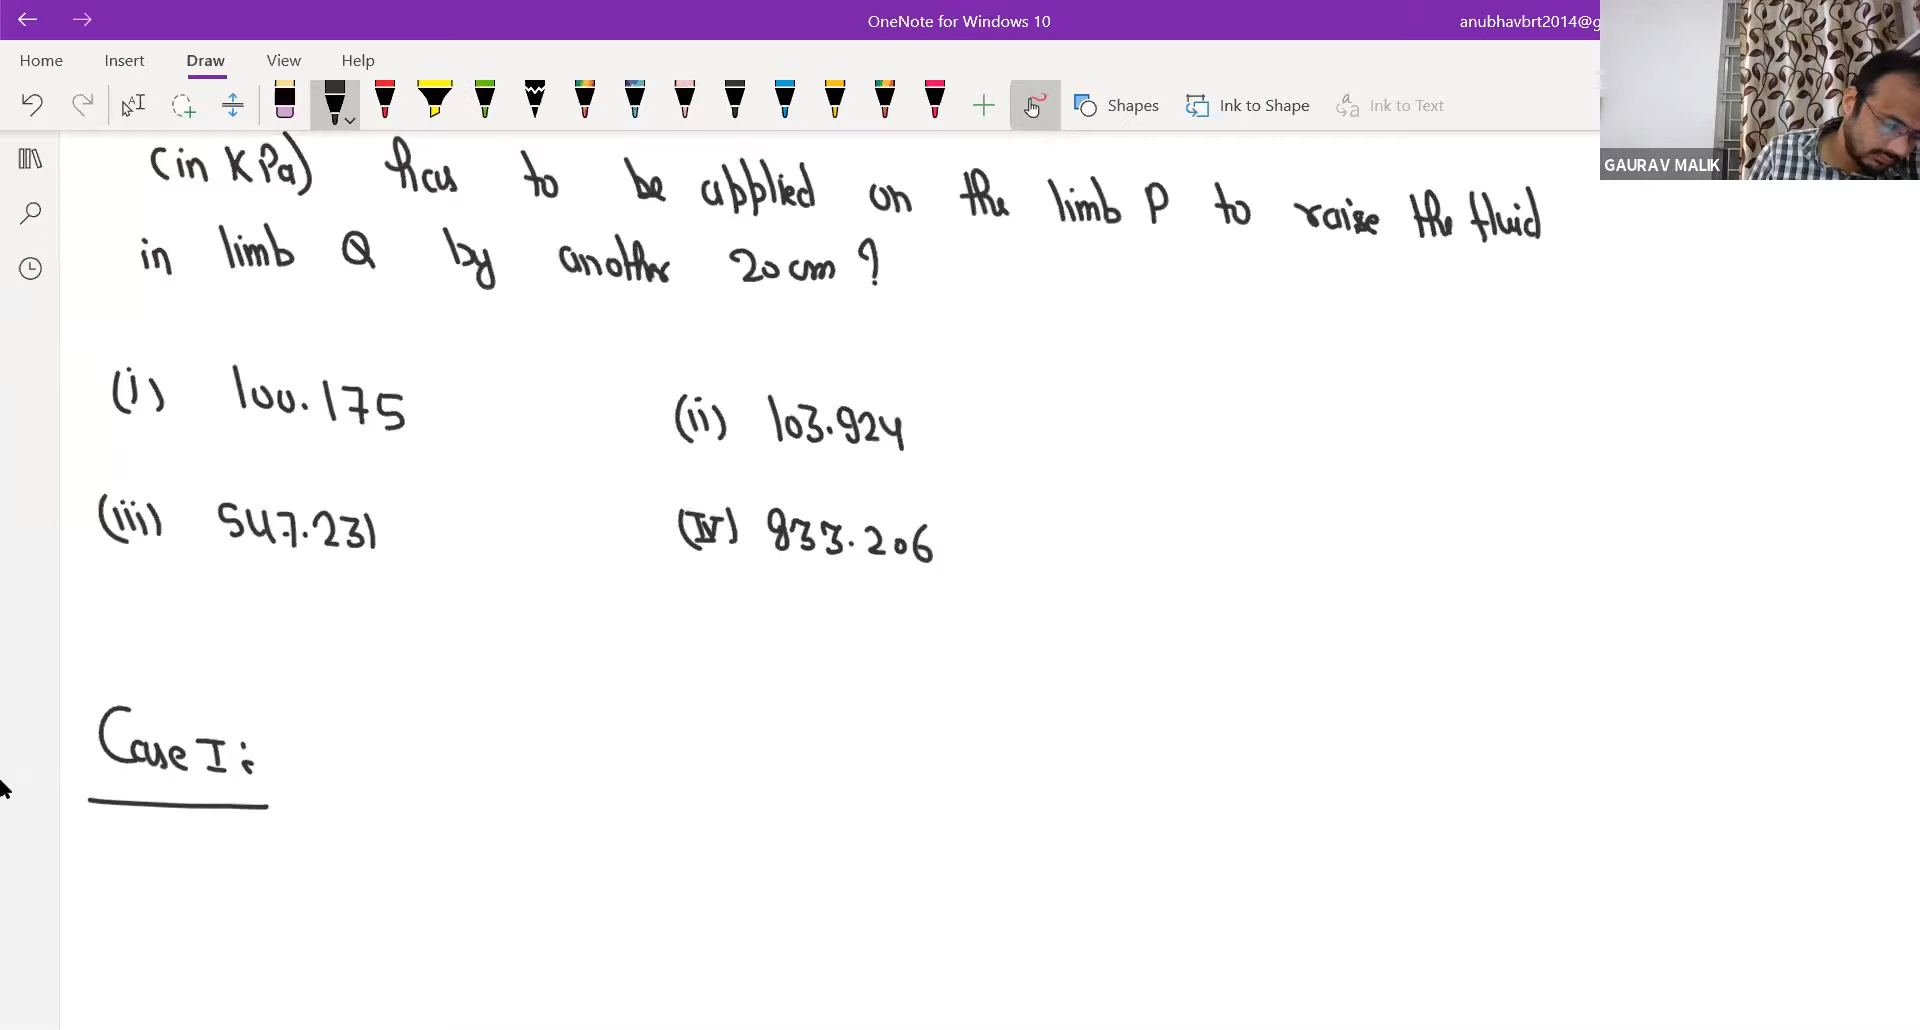 OneNote for Windows 10
anubhavbrt2014@g
Home Insert Draw View Help
Shapes Ink to Shape Ink to Text
GAURAV MALIK
(in KPa) has to be applied on the limb P to raise the fluid
in limb Q by another 20 cm ?
(i) 100.175 (ii) 103.924
(iii) 547.231 (IV) 833.206
Case I :